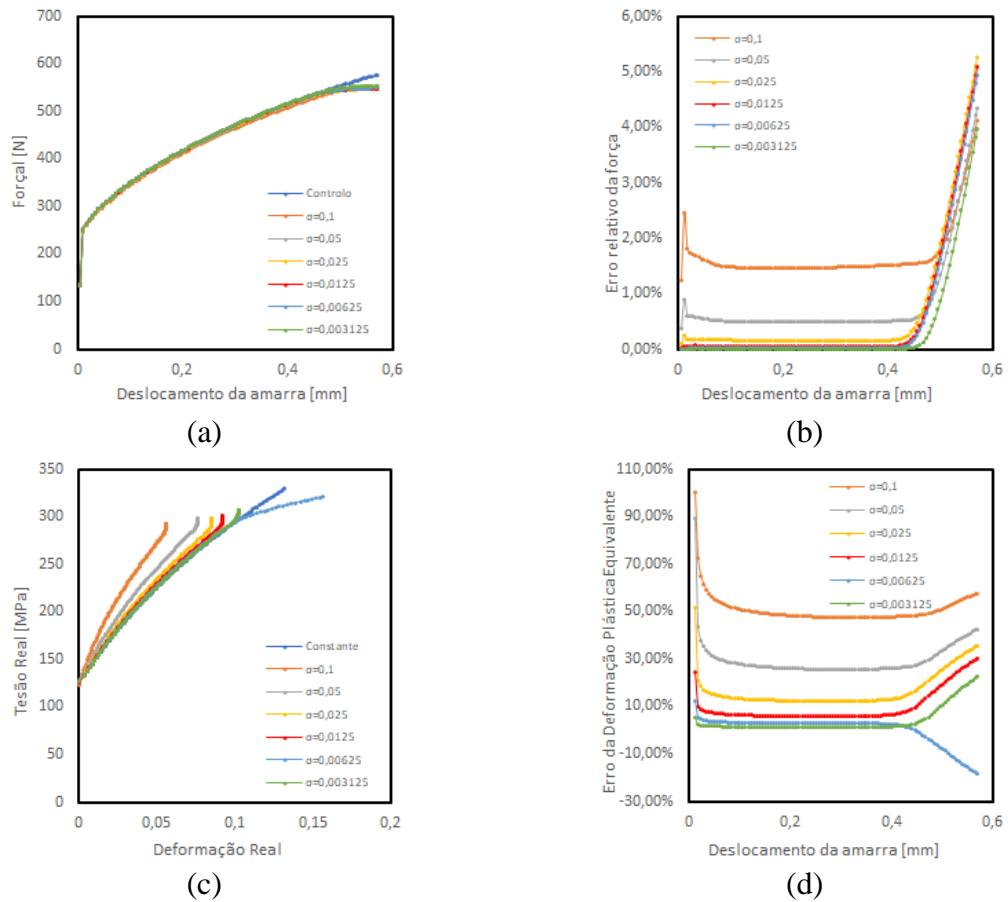 700
600
500
400
300
200
100
0
Forçal [N]
Controlo
σ=0,1
σ=0,05
σ=0,025
σ=0,0125
σ=0,00625
σ=0,003125
0
0,2
0,4
0,6
Deslocamento da amarra [mm]
(a)
6,00%
5,00%
4,00%
3,00%
2,00%
1,00%
0,00%
Erro relativo da força
σ=0,1
σ=0,05
σ=0,025
σ=0,0125
σ=0,00625
σ=0,003125
0
0,2
0,4
0,6
Deslocamento da amarra [mm]
(b)
350
300
250
200
150
100
50
0
Tesão Real [MPa]
Constante
σ=0,1
σ=0,05
σ=0,025
σ=0,0125
σ=0,00625
σ=0,003125
0
0,05
0,1
0,15
0,2
Deformação Real
(c)
110,00%
90,00%
70,00%
50,00%
30,00%
10,00%
-10,00%
-30,00%
Erro da Deformação Plástica Equivalente
σ=0,1
σ=0,05
σ=0,025
σ=0,0125
σ=0,00625
σ=0,003125
0
0,2
0,4
0,6
Deslocamento da amarra [mm]
(d)